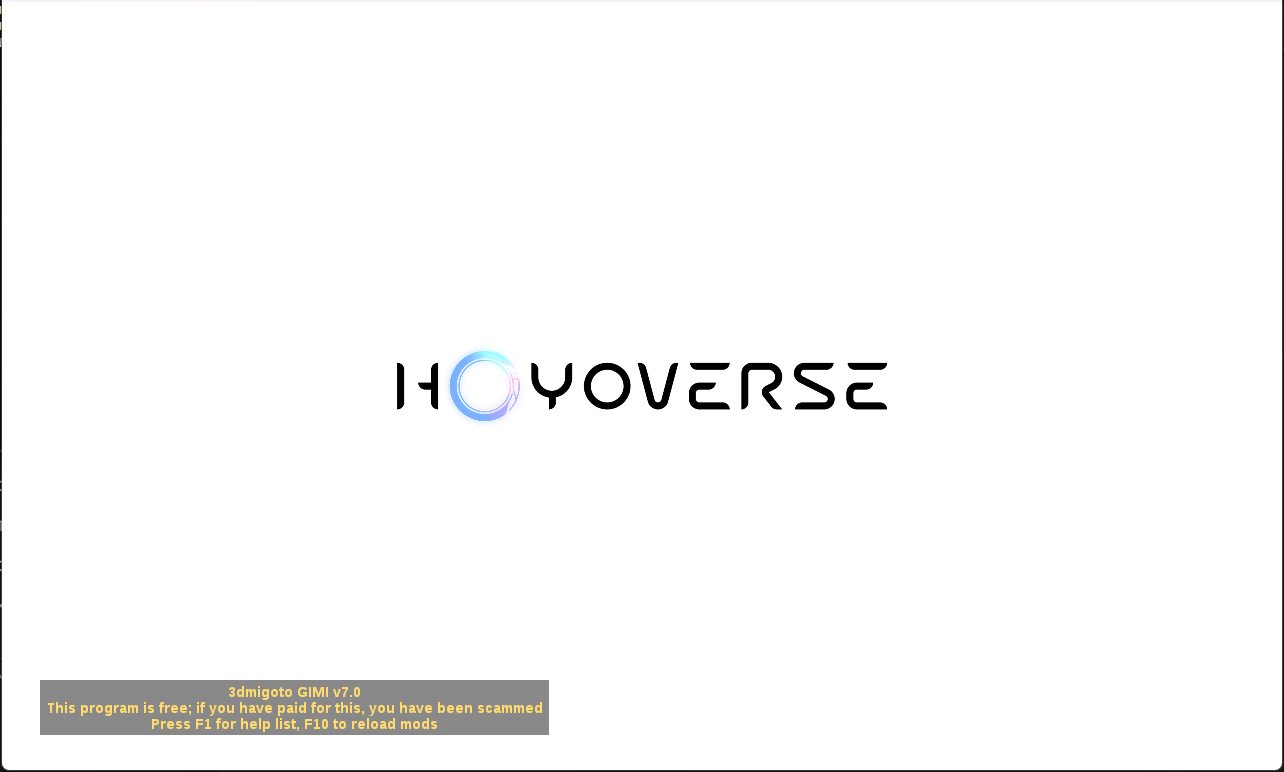 HOYOVERSE
3dmigoto GIMI v7.0
This program is free; if you have paid for this, you have been scammed
Press F1 for help list, F10 to reload mods